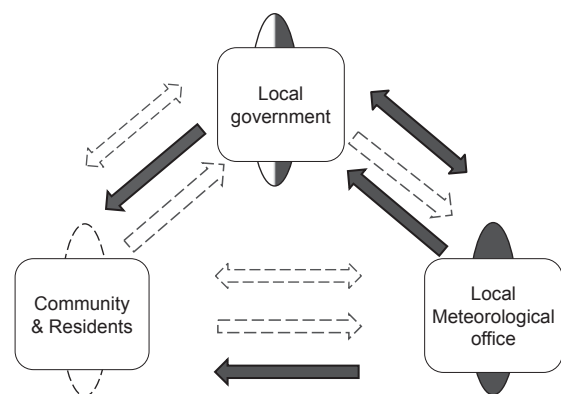 Local
government
Community
& Residents
Local
Meteorological
office